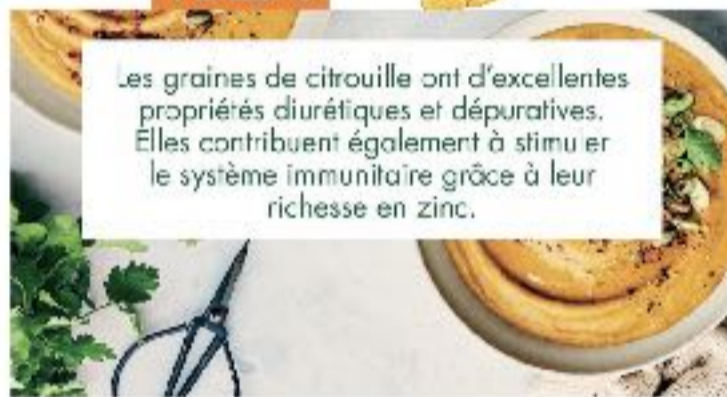 Les graines de citrouille ont d'excellentes
propriétés diurétiques et dépuratives.
Elles contribuent également à stimuler
le système immunitaire grâce à leur
richesse en zinc.